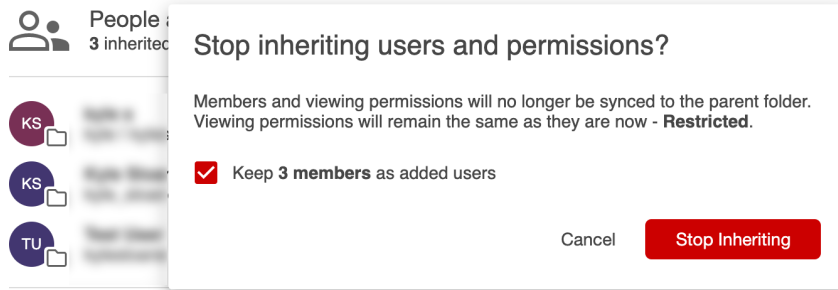 People
3 inherited
Stop inheriting users and permissions?
Members and viewing permissions will no longer be synced to the parent folder.
Viewing permissions will remain the same as they are now - Restricted.
Keep 3 members as added users
Cancel
Stop Inheriting
KS
KS
TU